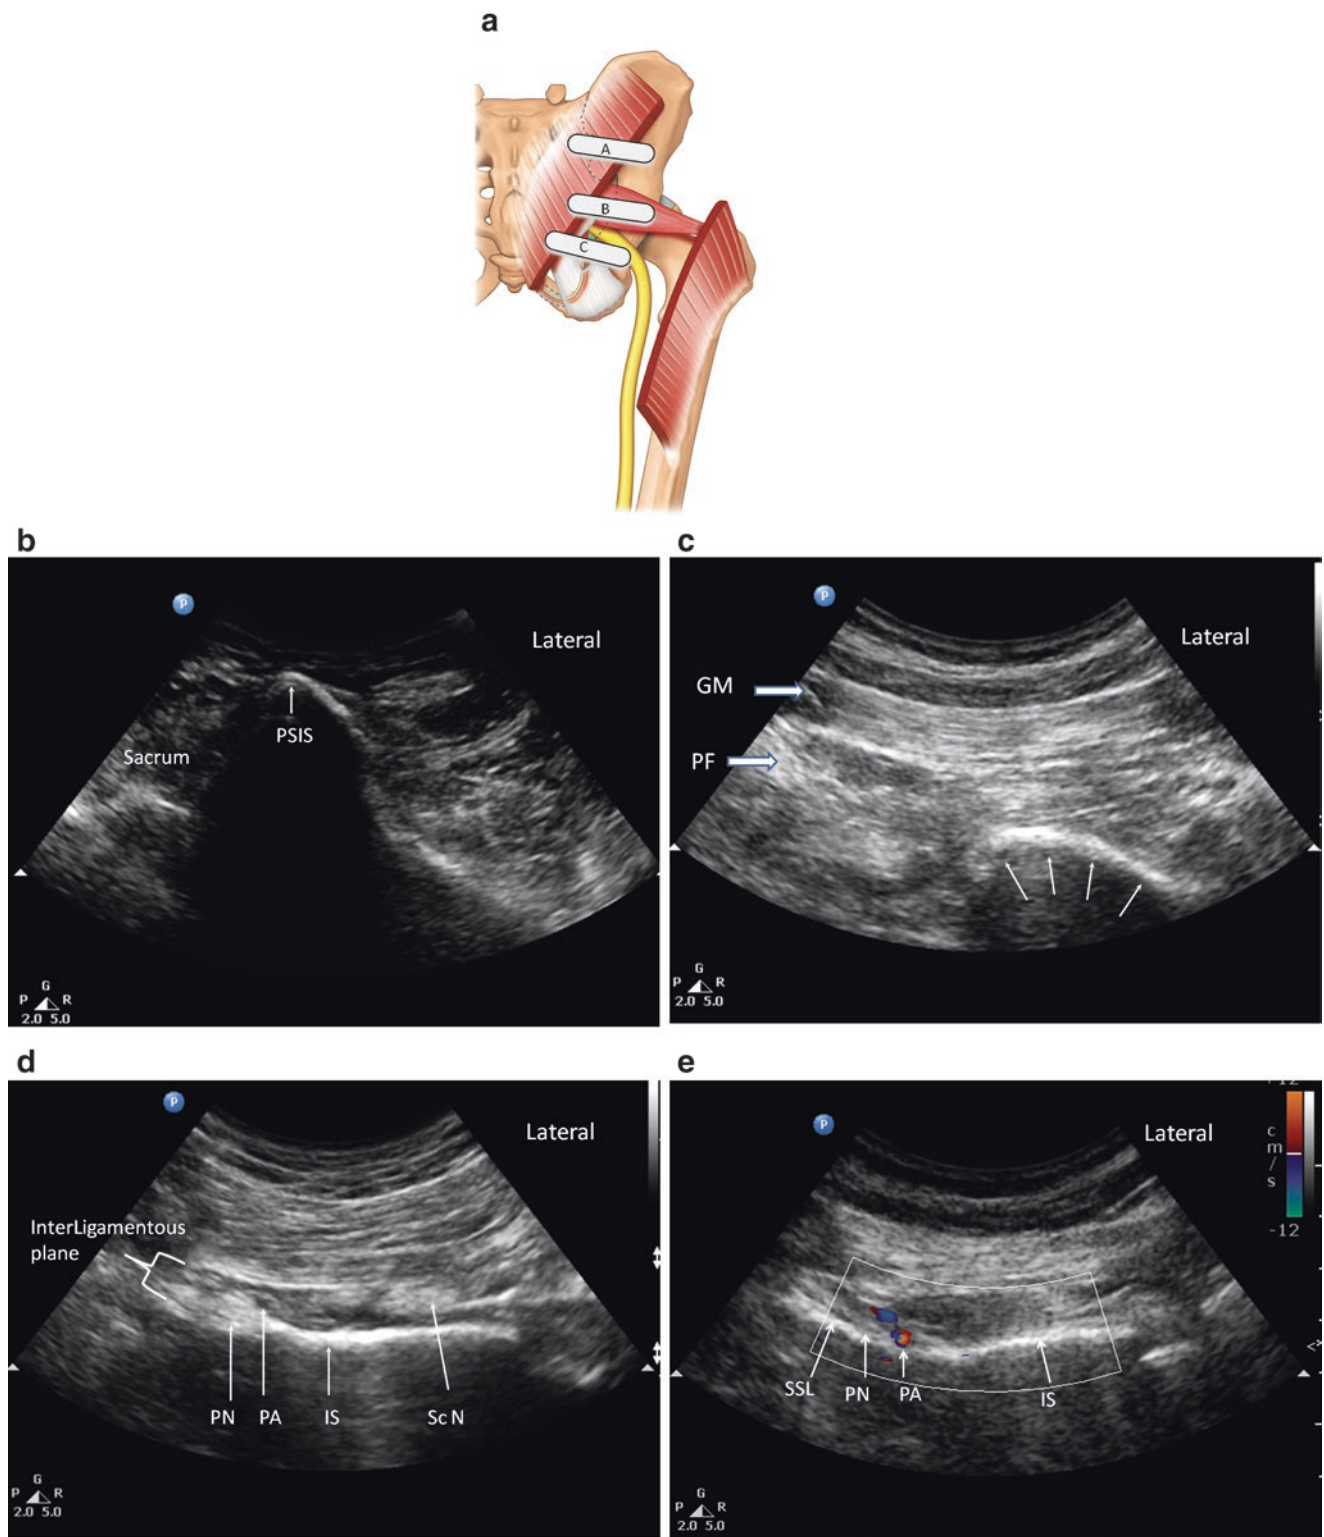 a
A
B
C
b
P
Lateral
PSIS
Sacrum
G
P R
2.0 5.0
c
P
Lateral
GM
PF
G
P R
2.0 5.0
d
P
Lateral
InterLigamentous
plane
PN PA IS Sc N
G
P R
2.0 5.0
e
P
Lateral
c
m
/
s
-12
SSL PN PA IS
G
P R
2.0 5.0